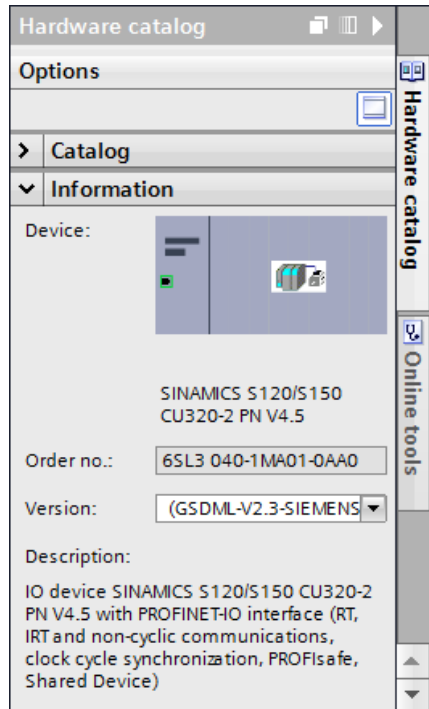 Hardware catalog
Options
Catalog
Information
Device:
SINAMICS S120/S150
CU320-2 PN V4.5
Order no.: 6SL3 040-1MA01-0AA0
Version: (GSDML-V2.3-SIEMENS
Description:
IO device SINAMICS S120/S150 CU320-2
PN V4.5 with PROFINET-IO interface (RT,
IRT and non-cyclic communications,
clock cycle synchronization, PROFIsafe,
Shared Device)
Hardware catalog
Online tools